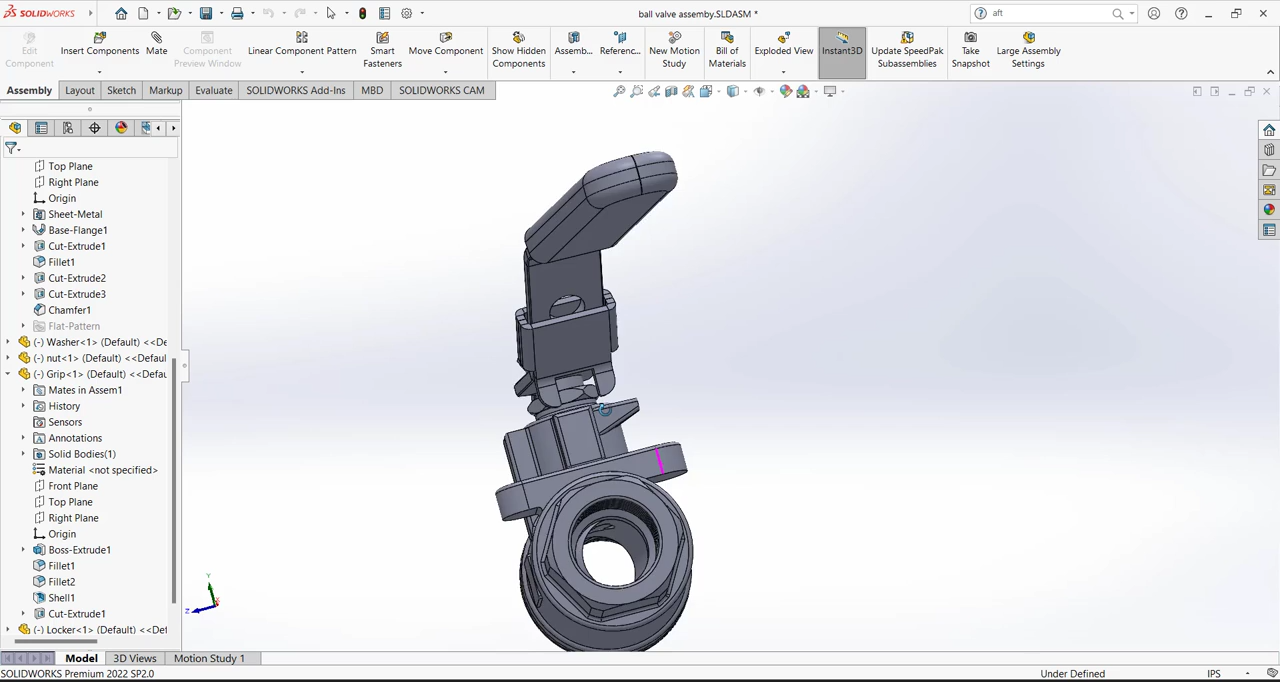 SOLIDWORKS
ball valve assemby.SLDASM *
aft
Edit Component
Insert Components
Mate
Component Preview Window
Linear Component Pattern
Smart Fasteners
Move Component
Show Hidden Components
Assemb...
Referenc...
New Motion Study
Bill of Materials
Exploded View
Instant3D
Update SpeedPak Subassemblies
Take Snapshot
Large Assembly Settings
Assembly
Layout
Sketch
Markup
Evaluate
SOLIDWORKS Add-Ins
MBD
SOLIDWORKS CAM
Top Plane
Right Plane
Origin
Sheet-Metal
Base-Flange1
Cut-Extrude1
Fillet1
Cut-Extrude2
Cut-Extrude3
Chamfer1
Flat-Pattern
(-) Washer<1> (Default) <<De
(-) nut<1> (Default) <<Defaul
(-) Grip<1> (Default) <<Defau
Mates in Assem1
History
Sensors
Annotations
Solid Bodies(1)
Material <not specified>
Front Plane
Top Plane
Right Plane
Origin
Boss-Extrude1
Fillet1
Fillet2
Shell1
Cut-Extrude1
(-) Locker<1> (Default) <<Def
Y
Z
X
Model
3D Views
Motion Study 1
SOLIDWORKS Premium 2022 SP2.0
Under Defined
IPS